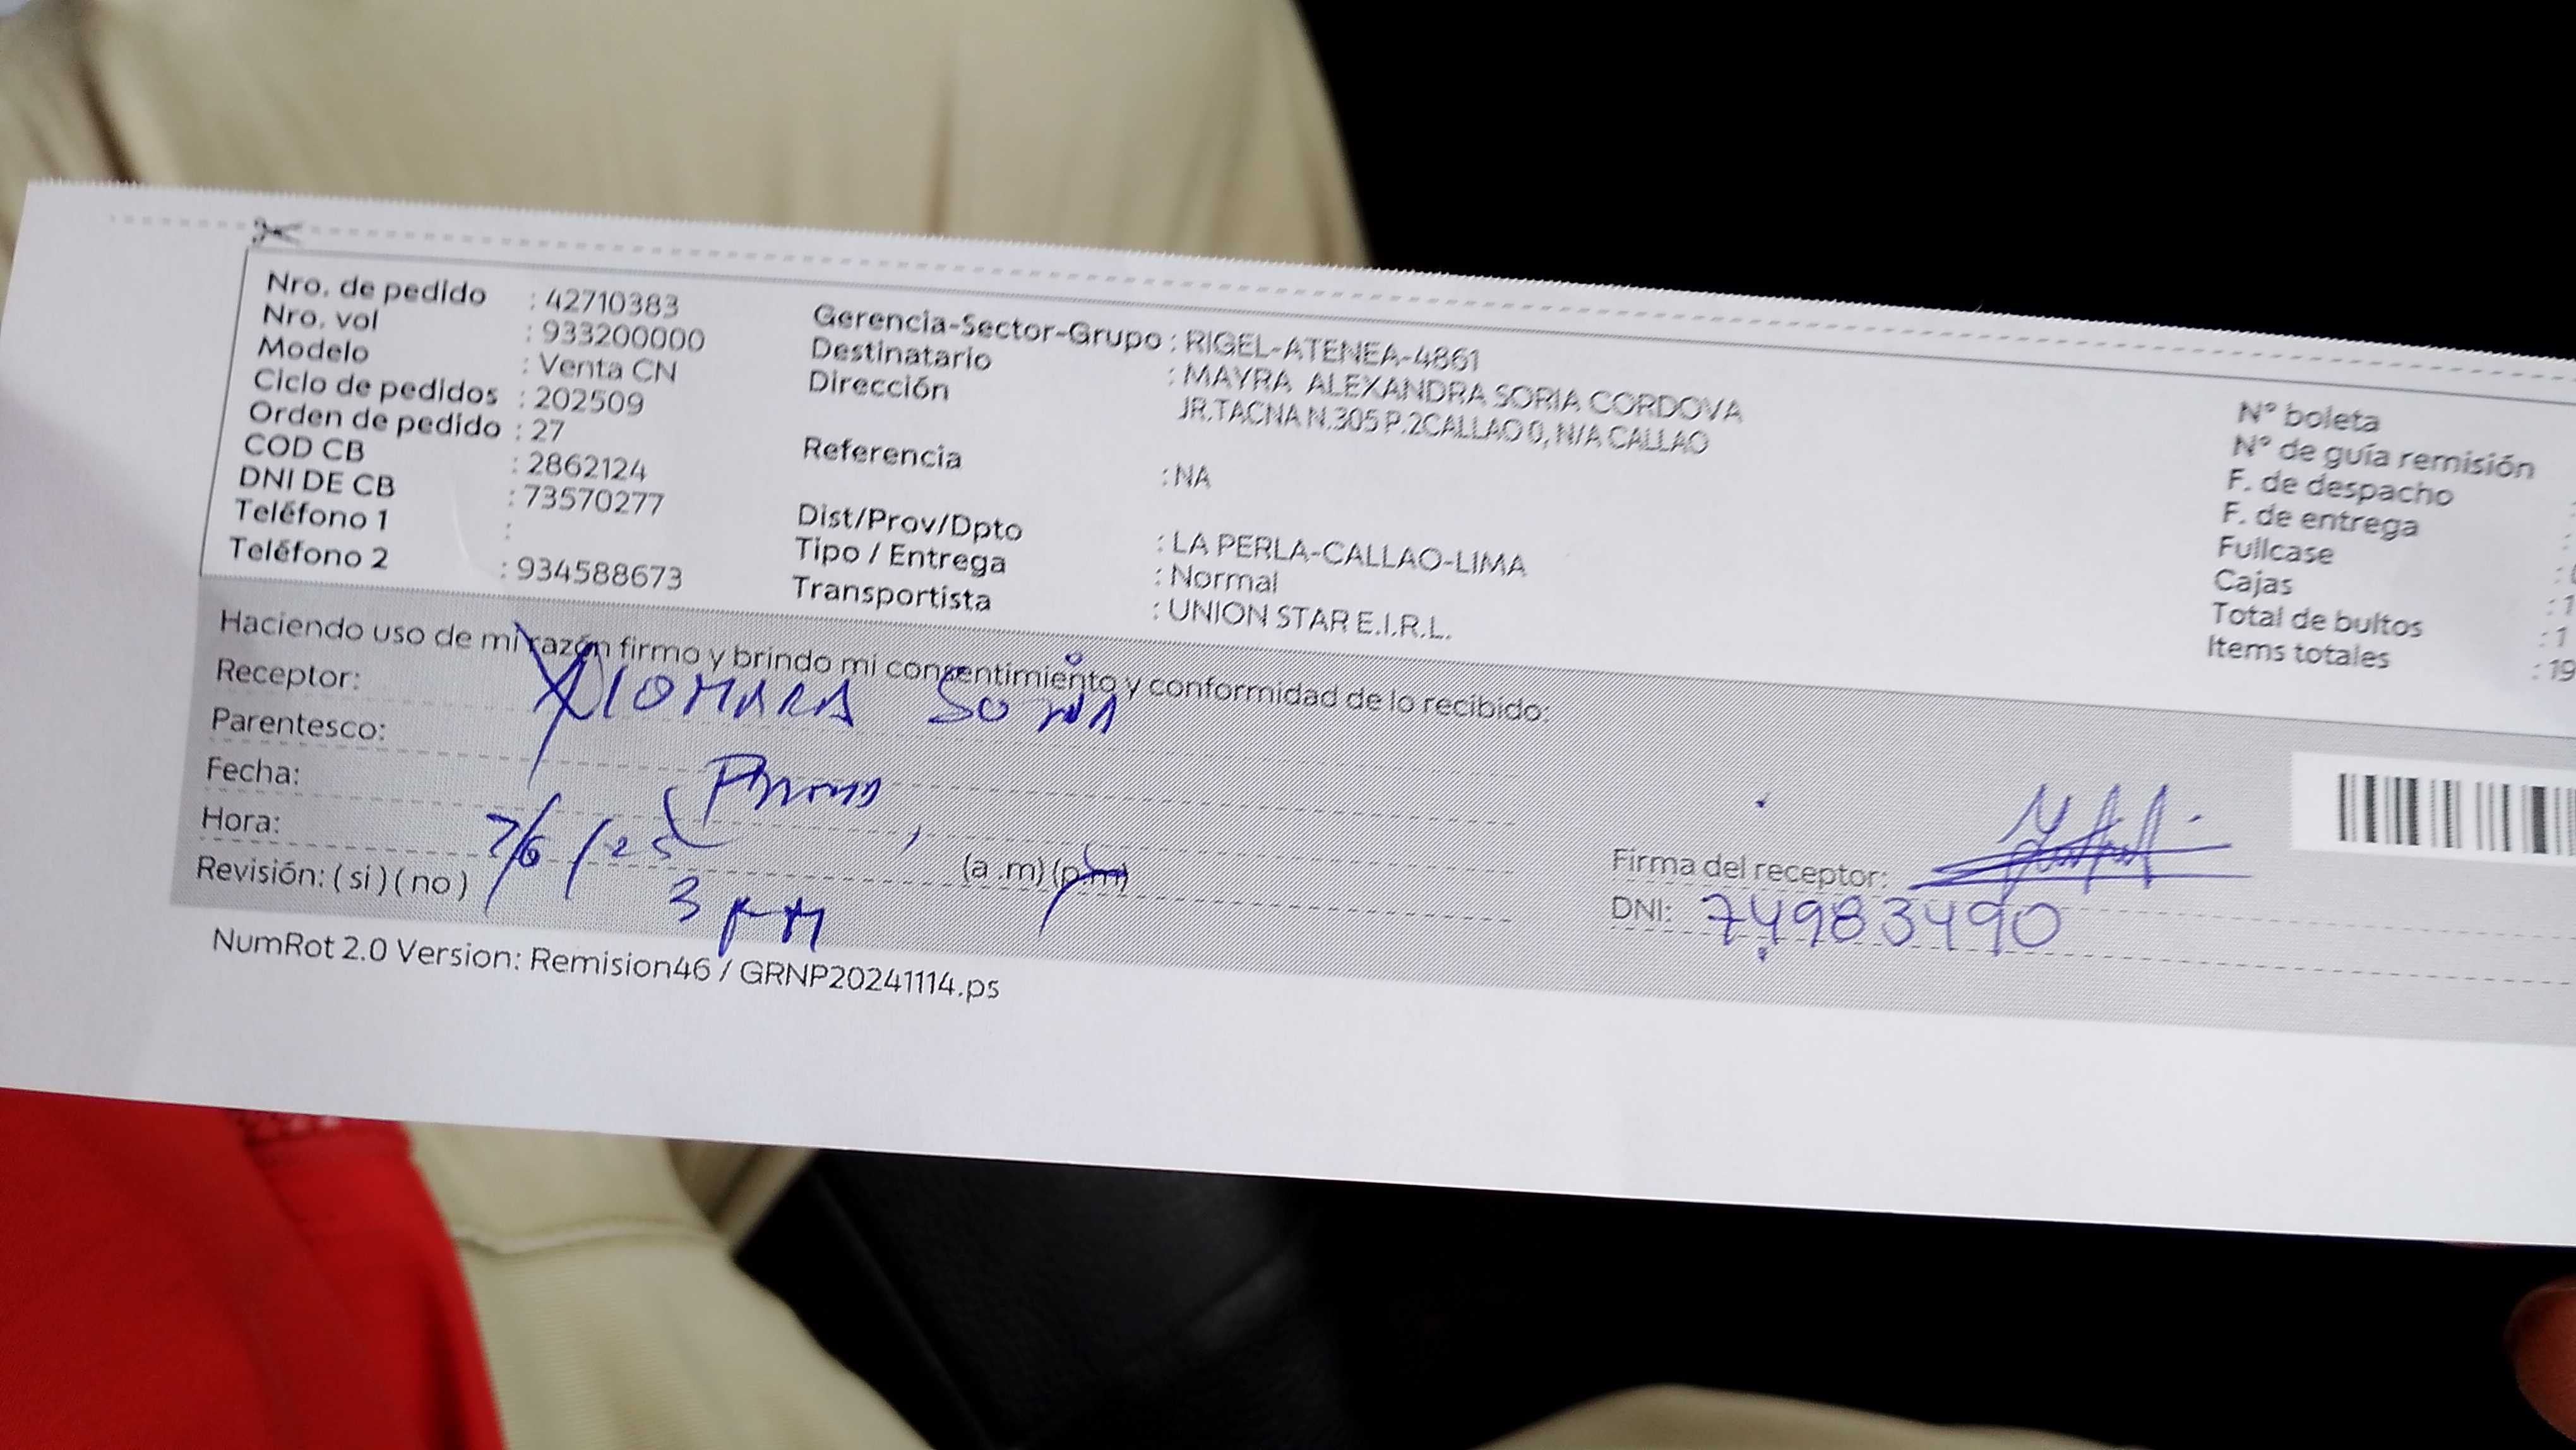 Nro. de pedido : 42710383
Nro. vol : 933200000
Modelo : Venta CN
Ciclo de pedidos : 202509
Orden de pedido : 27
COD CB : 2862124
DNI DE CB : 73570277
Teléfono 1 :
Teléfono 2 : 934588673
Gerencia-Sector-Grupo : RIGEL-ATENEA-4861
Destinatario : MAYRA ALEXANDRA SORIA CORDOVA
Dirección JR.TACNA N.305 P.2CALLAO 0, N/A CALLAO
Referencia : NA
Dist/Prov/Dpto : LA PERLA-CALLAO-LIMA
Tipo / Entrega : Normal
Transportista : UNION STAR E.I.R.L.
N° boleta
N° de guía remisión
F. de despacho
F. de entrega :
Fullcase :
Cajas : 1
Total de bultos : 1
Items totales : 19
Haciendo uso de mi razón firmo y brindo mi consentimiento y conformidad de lo recibido:
Receptor: XIOMARA SORIA
Parentesco:
Fecha: 7/6/25
Hora: 3 PM (a .m) (p.m)
Revisión: ( si ) ( no )
Firma del receptor:
DNI: 74983490
NumRot 2.0 Version: Remision46 / GRNP20241114.ps